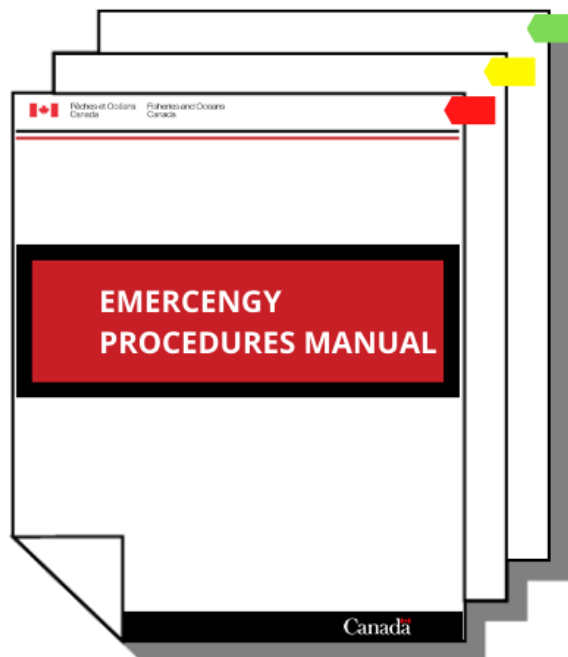 Pêches et Océans Fisheries and Oceans
Canada Canada
EMERCENGY
PROCEDURES MANUAL
Canada